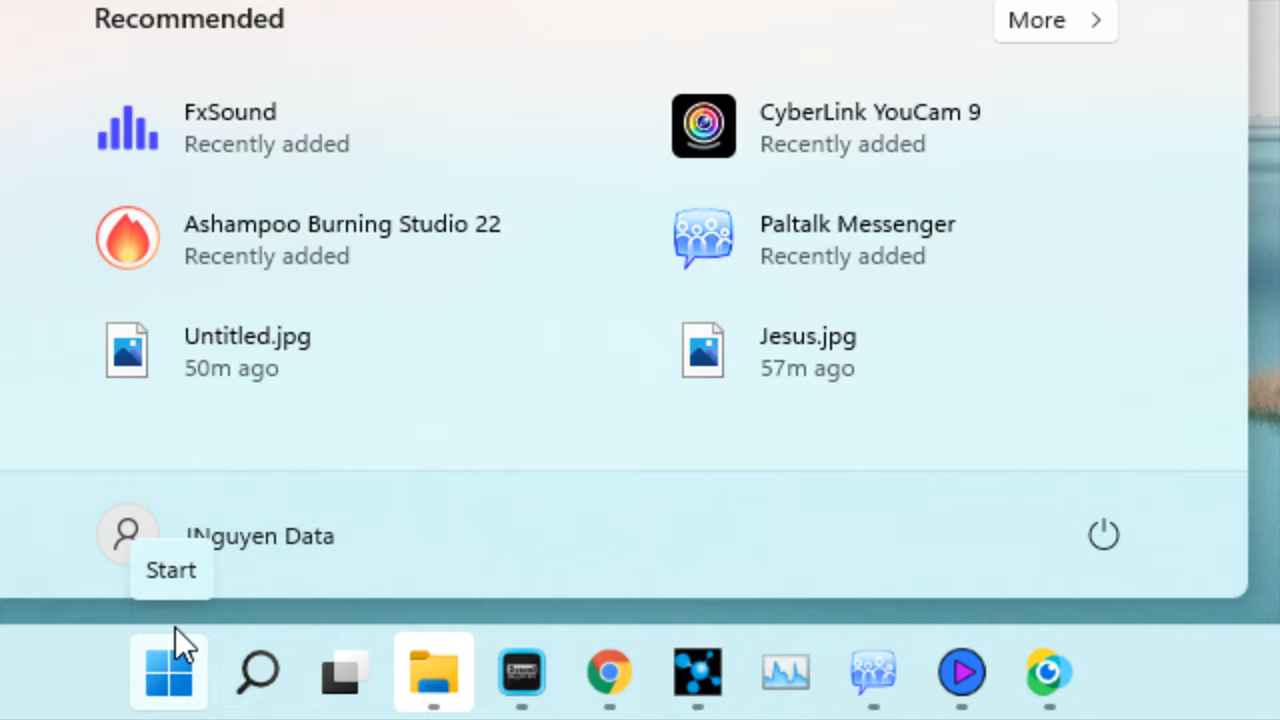 Recommended
More
FxSound
Recently added
CyberLink YouCam 9
Recently added
Ashampoo Burning Studio 22
Recently added
Paltalk Messenger
Recently added
Untitled.jpg
50m ago
Jesus.jpg
57m ago
Nguyen Data
Start